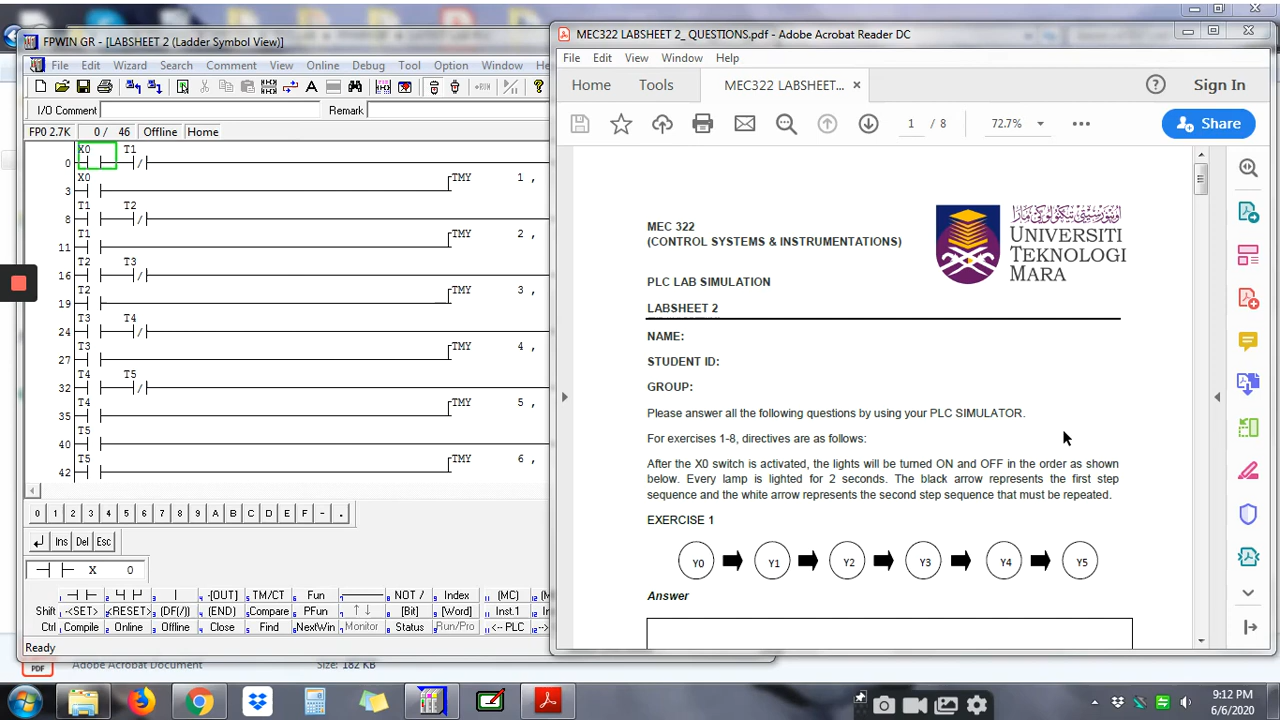 FPWIN GR - [LABSHEET 2 (Ladder Symbol View)]
File Edit Wizard Search Comment View Online Debug Tool Option Window
I/O Comment Remark
FP0 2.7K 0 / 46 Offline Home
X0 T1
0
X0
3 TMY 1 ,
T1 T2
8
T1
11 TMY 2 ,
T2 T3
16
T2
19 TMY 3 ,
T3 T4
24
T3
27 TMY 4 ,
T4 T5
32
T4
35 TMY 5 ,
T5
40
T5
42 TMY 6 ,
0 1 2 3 4 5 6 7 8 9 A B C D E F - .
Ins Del Esc
X 0
-[OUT] TM/CT Fun NOT / Index (MC)
Shift -<SET> -<RESET> (DF(/)) (END) Compare PFun [Bit] [Word] Inst.1
Ctrl Compile Online Offline Close Find NextWin Monitor Status Run/Pro <-- PLC
Ready
Adobe Acrobat Document Size: 182 KB
PDF
MEC322 LABSHEET 2_ QUESTIONS.pdf - Adobe Acrobat Reader DC
File Edit View Window Help
Home Tools MEC322 LABSHEET... × Sign In
1 / 8 72.7% Share
MEC 322
(CONTROL SYSTEMS & INSTRUMENTATIONS)
UNIVERSITI
TEKNOLOGI
MARA
PLC LAB SIMULATION
LABSHEET 2
NAME:
STUDENT ID:
GROUP:
Please answer all the following questions by using your PLC SIMULATOR.
For exercises 1-8, directives are as follows:
After the X0 switch is activated, the lights will be turned ON and OFF in the order as shown
below. Every lamp is lighted for 2 seconds. The black arrow represents the first step
sequence and the white arrow represents the second step sequence that must be repeated.
EXERCISE 1
Y0 Y1 Y2 Y3 Y4 Y5
Answer
9:12 PM
6/6/2020